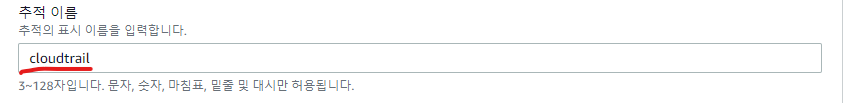 추적 이름
추적의 표시 이름을 입력합니다.
cloudtrail
3~128자입니다. 문자, 숫자, 마침표, 밑줄 및 대시만 허용됩니다.